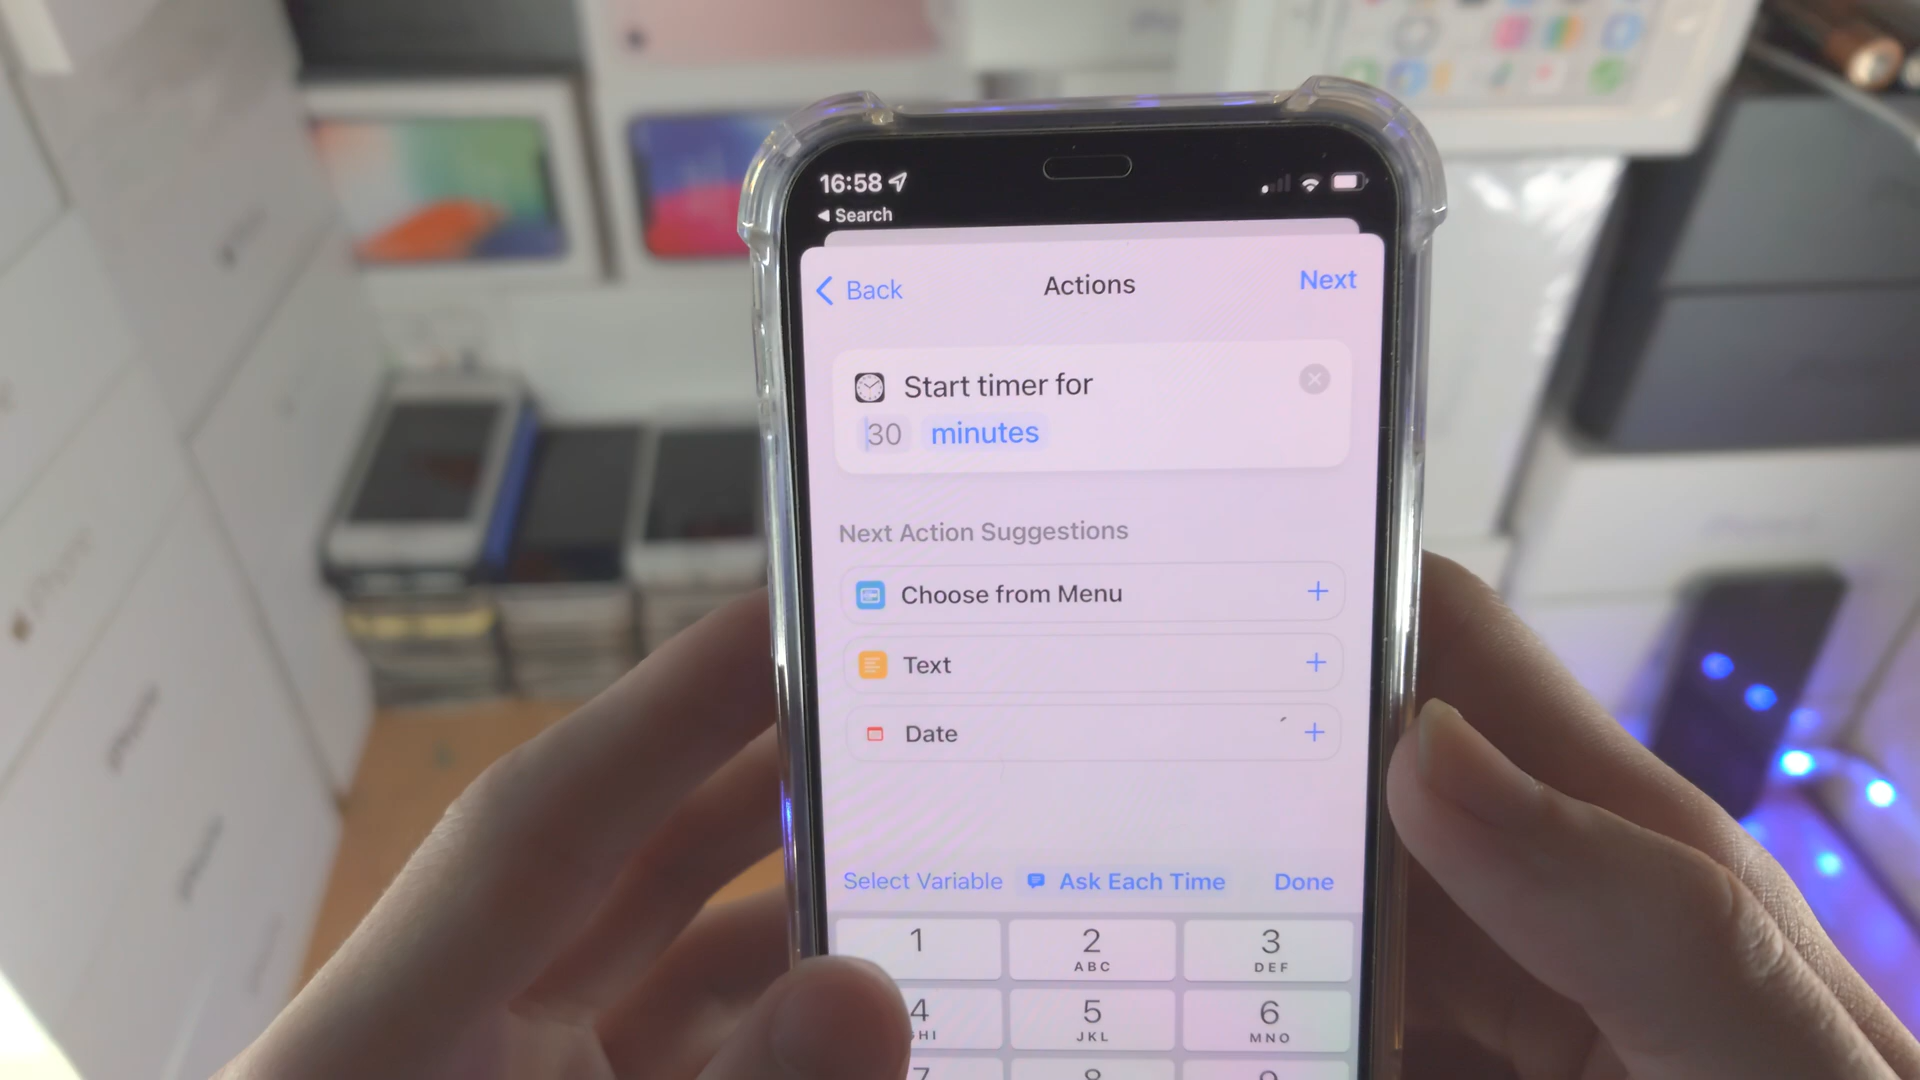 16:58
Search
Back
Actions
Next
Start timer for
30 minutes
Next Action Suggestions
Choose from Menu
Text
Date
Select Variable
Ask Each Time
Done
1
2
3
ABC
DEF
4
5
6
JKL
MNO